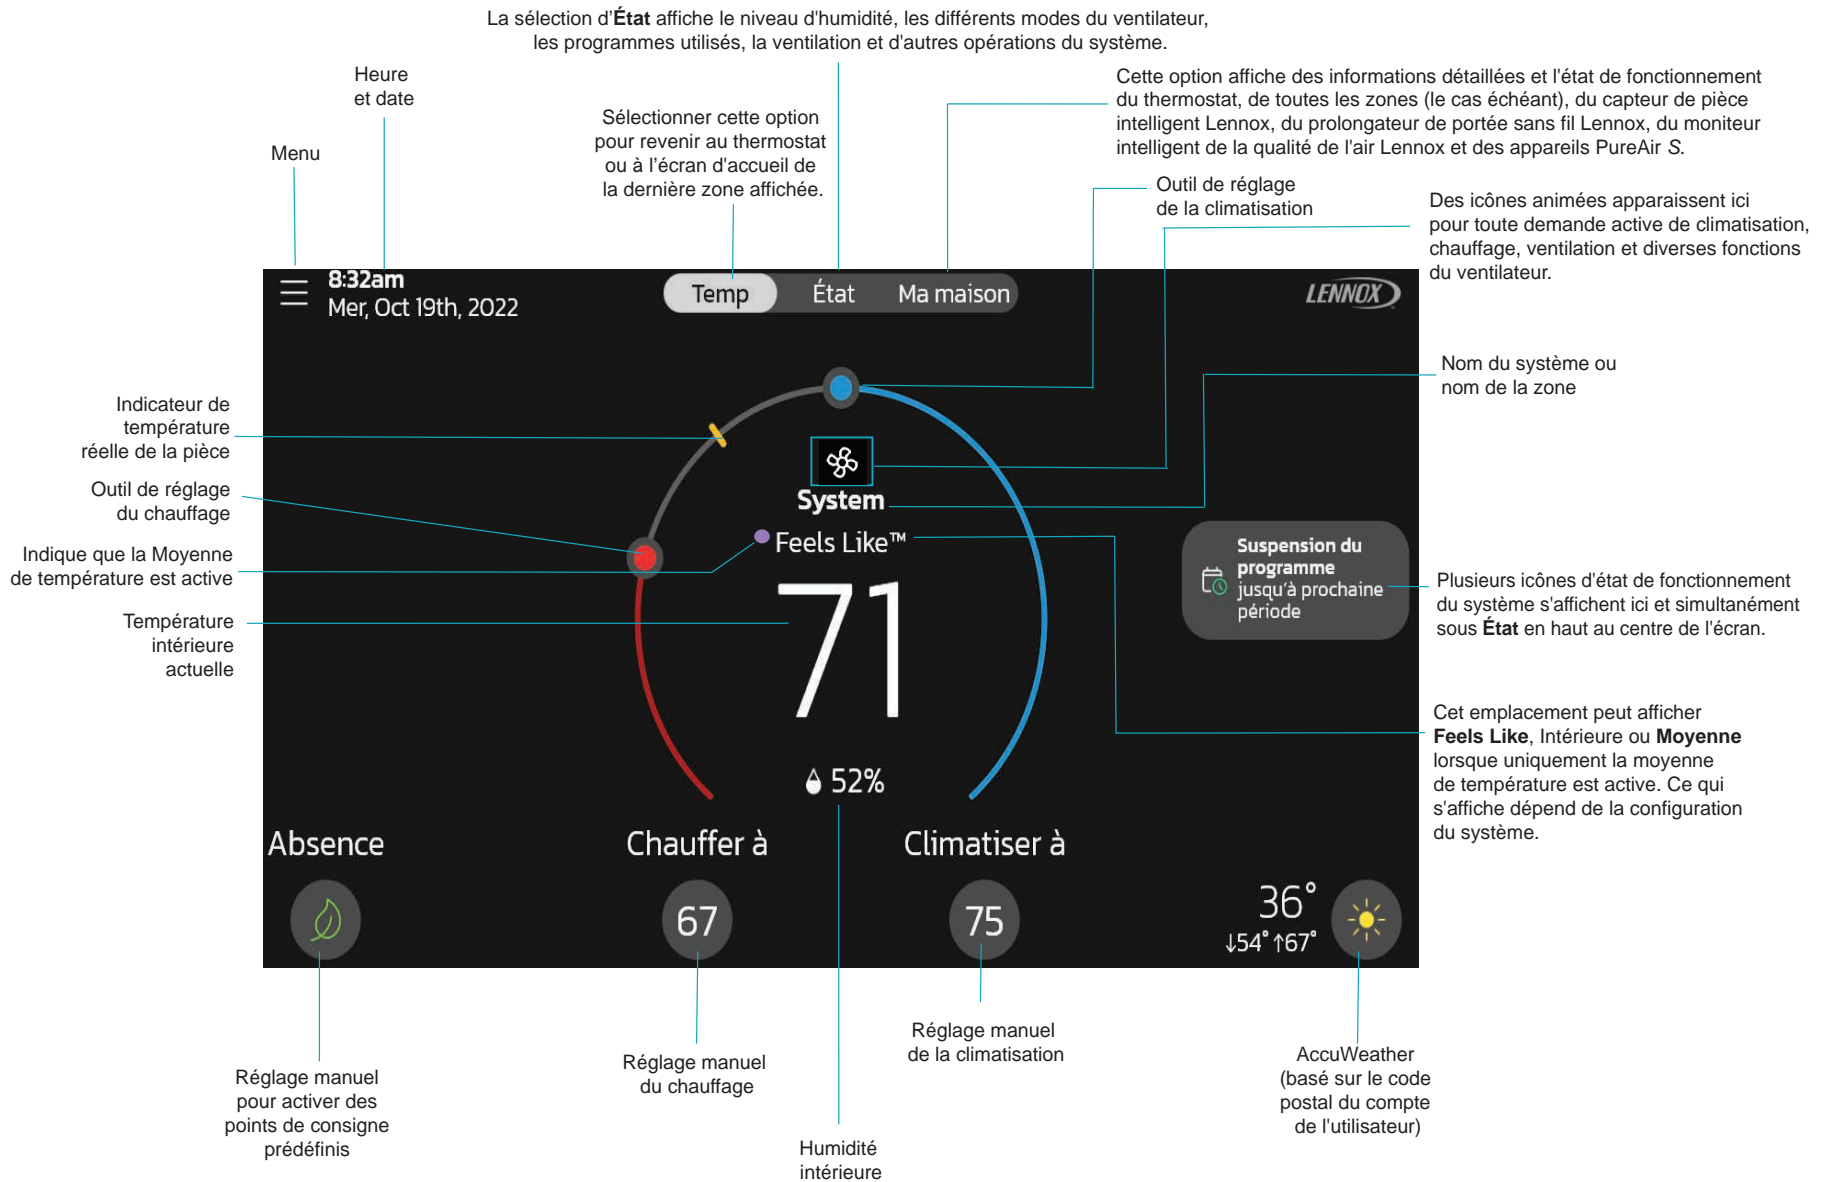 La sélection d'État affiche le niveau d'humidité, les différents modes du ventilateur,
les programmes utilisés, la ventilation et d'autres opérations du système.
Heure
et date
Menu
Sélectionner cette option
pour revenir au thermostat
ou à l’écran d'accueil de
la dernière zone affichée.
Cette option affiche des informations détaillées et l'état de fonctionnement
du thermostat, de toutes les zones (le cas échéant), du capteur de pièce
intelligent Lennox, du prolongateur de portée sans fil Lennox, du moniteur
intelligent de la qualité de l'air Lennox et des appareils PureAir S.
Outil de réglage
de la climatisation
Des icônes animées apparaissent ici
pour toute demande active de climatisation,
chauffage, ventilation et diverses fonctions
du ventilateur.
8:32am
Mer, Oct 19th, 2022
Temp État Ma maison
LENNOX
Nom du système ou
nom de la zone
Indicateur de
température
réelle de la pièce
Outil de réglage
du chauffage
Indique que la Moyenne
de température est active
Température
intérieure
actuelle
System
Feels Like™
71
52%
Suspension du
programme
jusqu'à prochaine
période
Plusieurs icônes d'état de fonctionnement
du système s'affichent ici et simultanément
sous État en haut au centre de l'écran.
Cet emplacement peut afficher
Feels Like, Intérieure ou Moyenne
lorsque uniquement la moyenne
de température est active. Ce qui
s'affiche dépend de la configuration
du système.
Absence
Chauffer à
Climatiser à
67
75
36°
↓54° ↑67°
Réglage manuel
pour activer des
points de consigne
prédéfinis
Réglage manuel
du chauffage
Humidité
intérieure
Réglage manuel
de la climatisation
AccuWeather
(basé sur le code
postal du compte
de l'utilisateur)